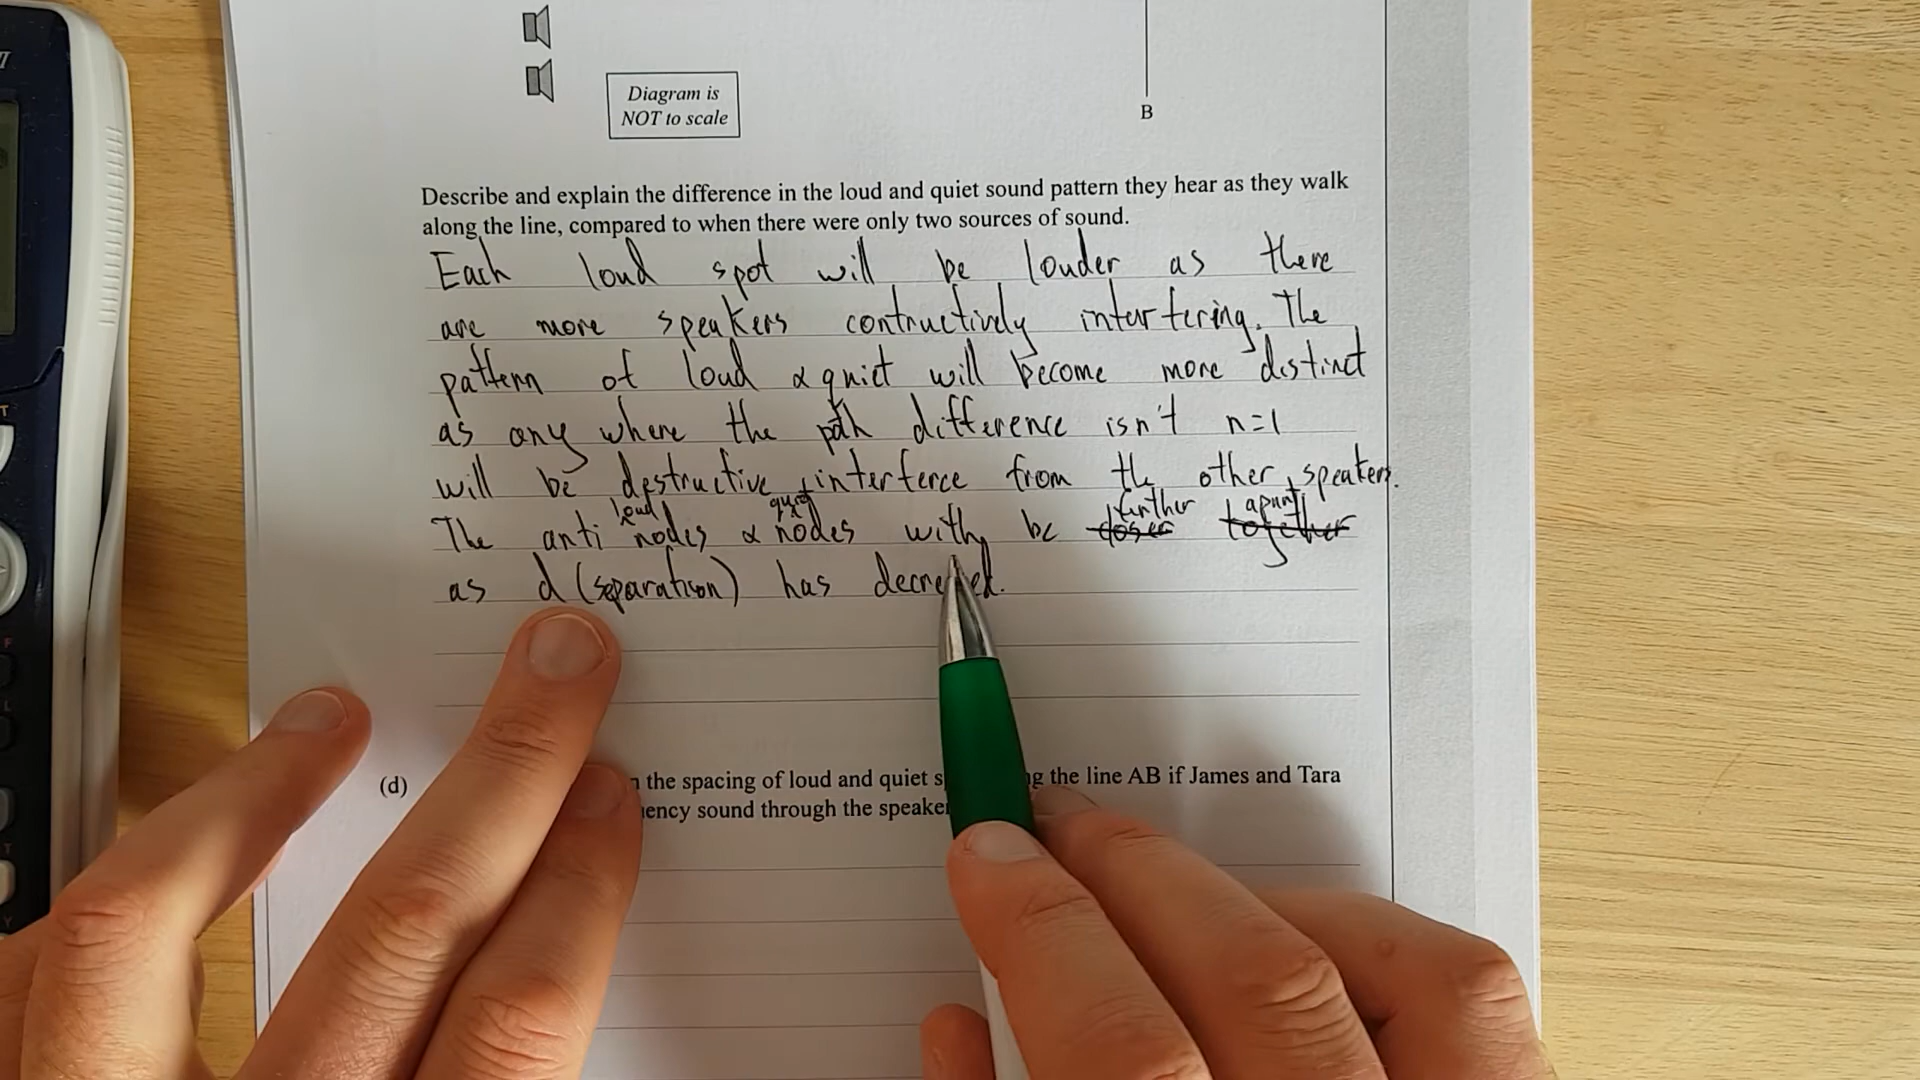 Diagram is
NOT to scale
B
Describe and explain the difference in the loud and quiet sound pattern they hear as they walk
along the line, compared to when there were only two sources of sound.
Each loud spot will be louder as there
are more speakers contructively interfering. The
pattern of loud & quiet will become more distinct
as any where the path difference isn't n=1
will be destructive interferce from the other speakers.
loud quiet further apart
The anti nodes & nodes with be closer together
as d (separation) has decreased.
(d) the spacing of loud and quiet the line AB if James and Tara
sound through the